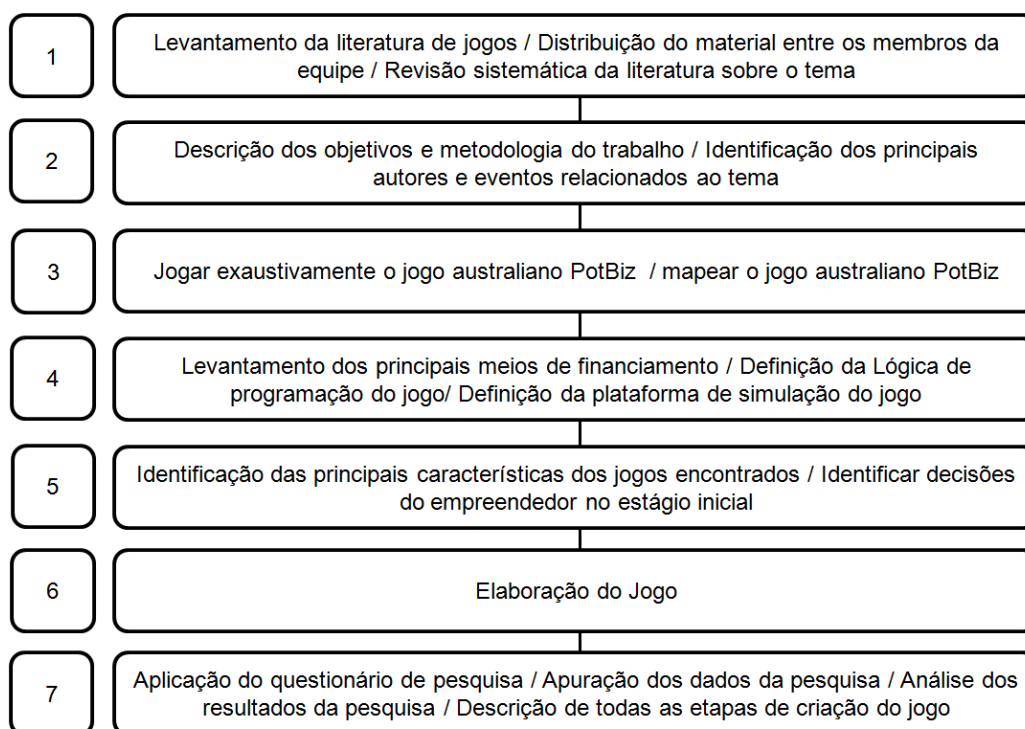 1
Levantamento da literatura de jogos / Distribuição do material entre os membros da
equipe / Revisão sistemática da literatura sobre o tema
2
Descrição dos objetivos e metodologia do trabalho / Identificação dos principais
autores e eventos relacionados ao tema
3
Jogar exaustivamente o jogo australiano PotBiz / mapear o jogo australiano PotBiz
4
Levantamento dos principais meios de financiamento / Definição da Lógica de
programação do jogo/ Definição da plataforma de simulação do jogo
5
Identificação das principais características dos jogos encontrados / Identificar decisões
do empreendedor no estágio inicial
6
Elaboração do Jogo
7
Aplicação do questionário de pesquisa / Apuração dos dados da pesquisa / Análise dos
resultados da pesquisa / Descrição de todas as etapas de criação do jogo